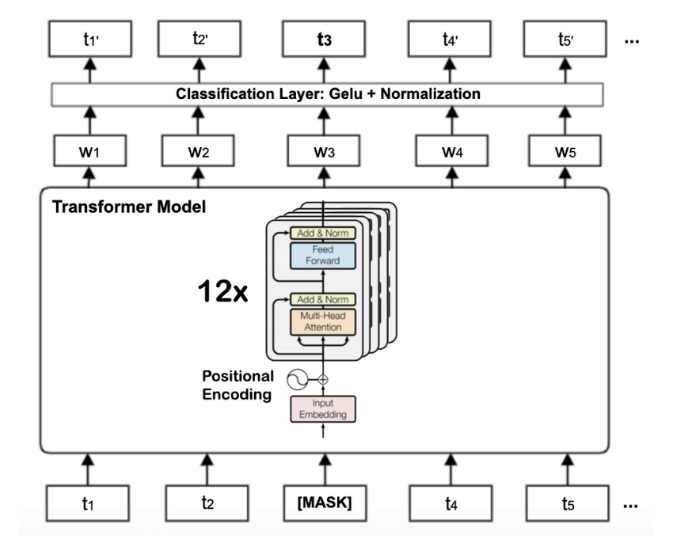 t1' t2' t3 t4' t5' ...
Classification Layer: Gelu + Normalization
W1 W2 W3 W4 W5
Transformer Model
Add & Norm
Feed
Forward
12x
Add & Norm
Multi-Head
Attention
Positional
Encoding
Input
Embedding
t1 t2 [MASK] t4 t5 ...